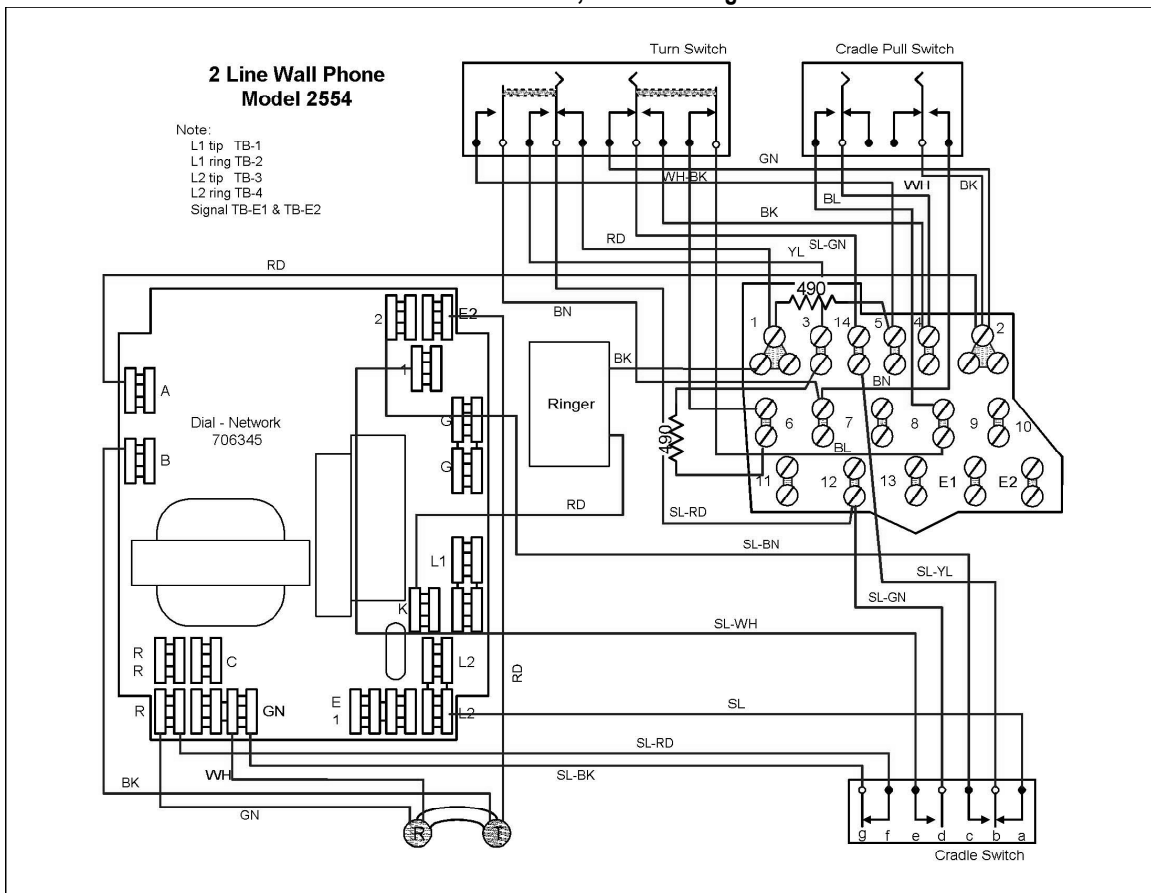 Turn Switch
Cradle Pull Switch
2 Line Wall Phone
Model 2554
Note:
L1 tip TB-1
L1 ring TB-2
L2 tip TB-3
L2 ring TB-4
Signal TB-E1 & TB-E2
GN
WH-BK
WH
BK
BL
BK
RD
SL-GN
YL
RD
BN
490
1
3
14
5
4
2
2
E2
1
A
BK
Ringer
BN
Dial - Network
706345
G
G
490
6
7
8
9
10
B
BL
11
12
13
E1
E2
RD
SL-RD
SL-BN
L1
SL-YL
K
SL-GN
SL-WH
R
R
C
L2
RD
R
GN
E
1
L2
SL
SL-RD
WH
SL-BK
BK
GN
R
T
g
f
e
d
c
b
a
Cradle Switch